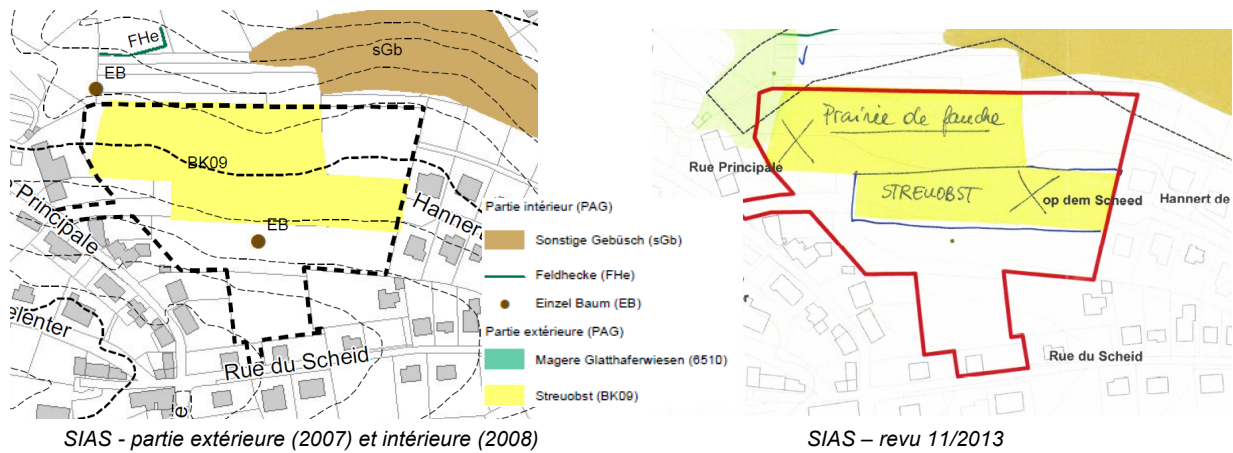 FHe
sGb
EB
BK09
EB
Principale
Hannert
Rue du Scheid
elenter
e
Partie intérieur (PAG)
Sonstige Gebüsch (sGb)
Feldhecke (FHe)
Einzel Baum (EB)
Partie extérieure (PAG)
Magere Glatthaferwiesen (6510)
Streuobst (BK09)
Prairie de fauche
Rue Principale
STREUOBST
op dem Scheed
Hannert de
Rue du Scheid
r
SIAS - partie extérieure (2007) et intérieure (2008)
SIAS – revu 11/2013